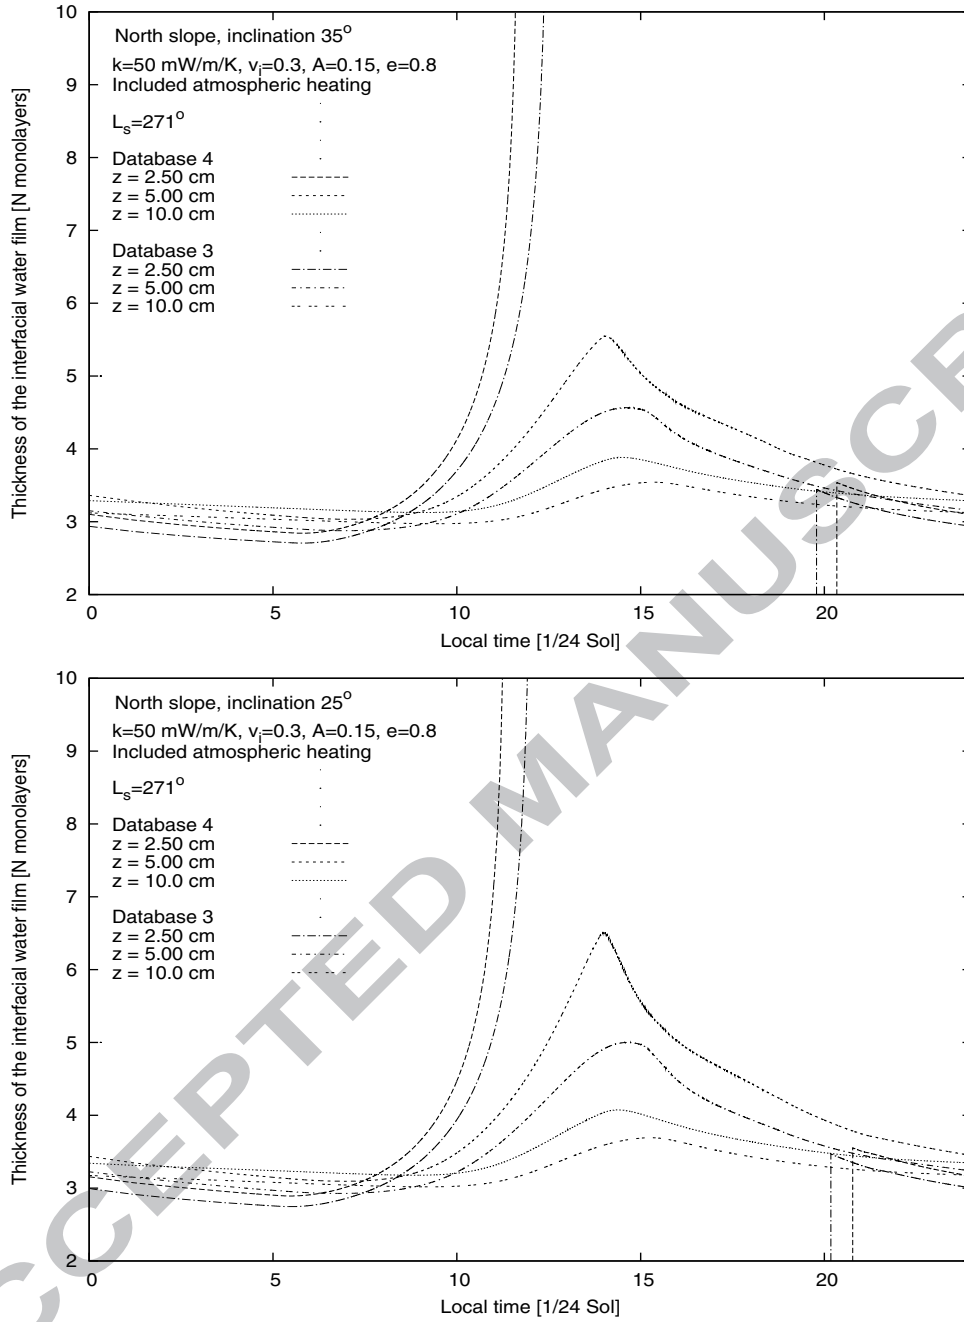 10
9
8
7
6
5
4
3
2
Thickness of the interfacial water film [N monolayers]
North slope, inclination 35°
k=50 mW/m/K, vᵢ=0.3, A=0.15, e=0.8
Included atmospheric heating
Lₛ=271°
Database 4
z = 2.50 cm
z = 5.00 cm
z = 10.0 cm
Database 3
z = 2.50 cm
z = 5.00 cm
z = 10.0 cm
0 5 10 15 20
Local time [1/24 Sol]
10
9
8
7
6
5
4
3
2
Thickness of the interfacial water film [N monolayers]
North slope, inclination 25°
k=50 mW/m/K, vᵢ=0.3, A=0.15, e=0.8
Included atmospheric heating
Lₛ=271°
Database 4
z = 2.50 cm
z = 5.00 cm
z = 10.0 cm
Database 3
z = 2.50 cm
z = 5.00 cm
z = 10.0 cm
0 5 10 15 20
Local time [1/24 Sol]
CCEPTED MANUSCR